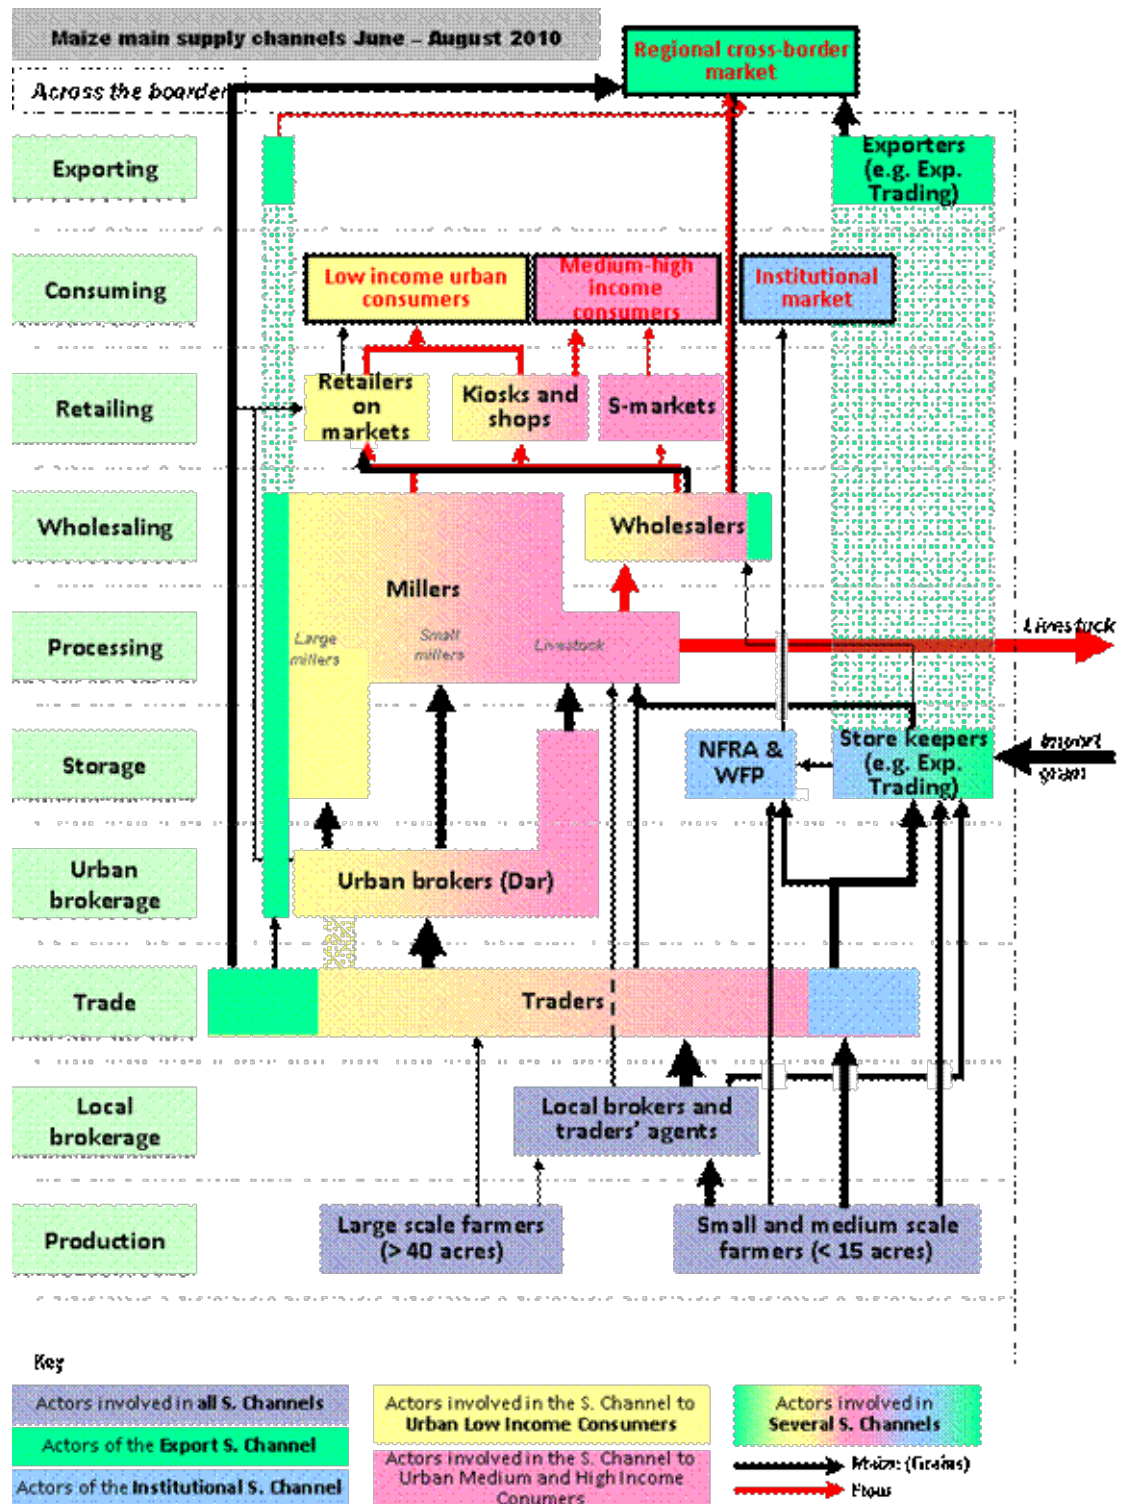 Maize main supply channels June – August 2010
Regional cross-border
market
Across the boarder
Exporting
Exporters
(e.g. Exp.
Trading)
Consuming
Low income urban
consumers
Medium-high
income
consumers
Institutional
market
Retailing
Retailers
on
markets
Kiosks and
shops
S-markets
Wholesaling
Wholesalers
Millers
Processing
Large
millers
Small
millers
Livestock
Livestock
Storage
NFRA &
WFP
Store keepers
(e.g. Exp.
Trading)
Import
grain
Urban
brokerage
Urban brokers (Dar)
Trade
Traders
Local
brokerage
Local brokers and
traders' agents
Production
Large scale farmers
(> 40 acres)
Small and medium scale
farmers (< 15 acres)
Key
Actors involved in all S. Channels
Actors of the Export S. Channel
Actors of the Institutional S. Channel
Actors involved in the S. Channel to
Urban Low Income Consumers
Actors involved in the S. Channel to
Urban Medium and High Income
Conumers
Actors involved in
Several S. Channels
Maize (Grains)
Flour